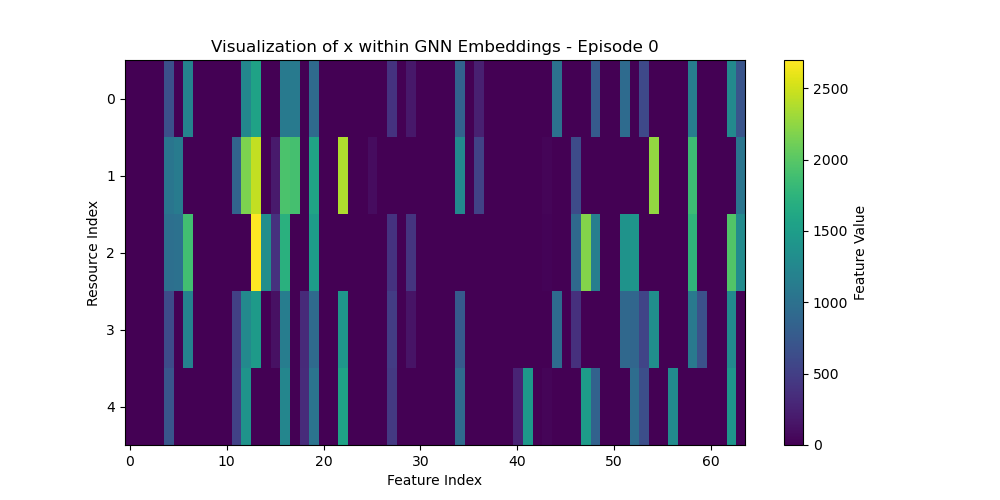 Visualization of x within GNN Embeddings - Episode 0
Resource Index
0
1
2
3
4
0 10 20 30 40 50 60
Feature Index
2500
2000
1500
1000
500
0
Feature Value